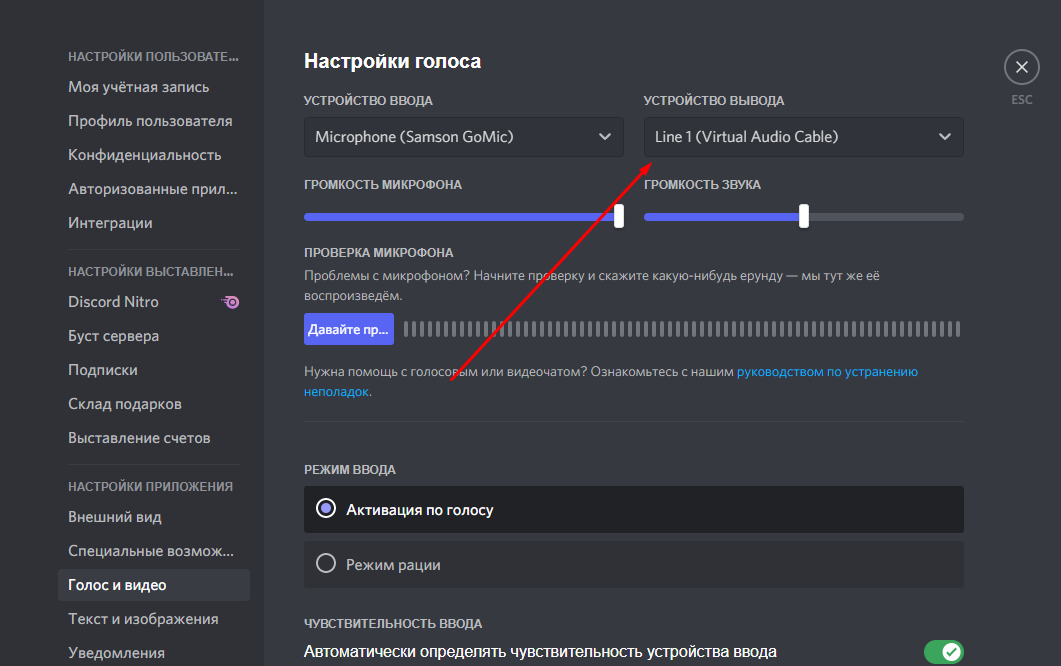 НАСТРОЙКИ ПОЛЬЗОВАТЕ...
Моя учётная запись
Профиль пользователя
Конфиденциальность
Авторизованные прил...
Интеграции
НАСТРОЙКИ ВЫСТАВЛЕН...
Discord Nitro
Буст сервера
Подписки
Склад подарков
Выставление счетов
НАСТРОЙКИ ПРИЛОЖЕНИЯ
Внешний вид
Специальные возмож...
Голос и видео
Текст и изображения
Уведомления
Настройки голоса
ESC
УСТРОЙСТВО ВВОДА
Microphone (Samson GoMic)
УСТРОЙСТВО ВЫВОДА
Line 1 (Virtual Audio Cable)
ГРОМКОСТЬ МИКРОФОНА
ГРОМКОСТЬ ЗВУКА
ПРОВЕРКА МИКРОФОНА
Проблемы с микрофоном? Начните проверку и скажите какую-нибудь ерунду — мы тут же её
воспроизведём.
Давайте пр...
Нужна помощь с голосовым или видеочатом? Ознакомьтесь с нашим руководством по устранению
неполадок.
РЕЖИМ ВВОДА
Активация по голосу
Режим рации
ЧУВСТВИТЕЛЬНОСТЬ ВВОДА
Автоматически определять чувствительность устройства ввода